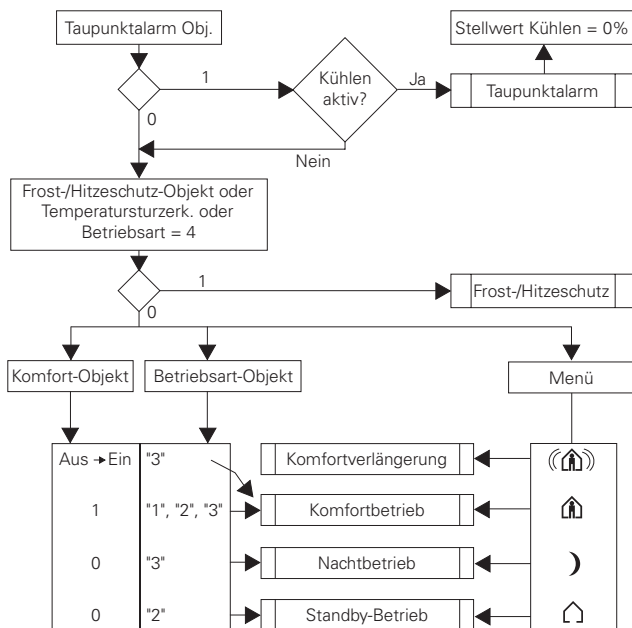 Taupunktalarm Obj.
Stellwert Kühlen = 0%
1
Kühlen
aktiv?
Ja
Taupunktalarm
0
Nein
Frost-/Hitzeschutz-Objekt oder
Temperatursturzerk. oder
Betriebsart = 4
1
Frost-/Hitzeschutz
0
Komfort-Objekt
Betriebsart-Objekt
Menü
Aus → Ein "3"
Komfortverlängerung
1 "1", "2", "3"
Komfortbetrieb
0 "3"
Nachtbetrieb
0 "2"
Standby-Betrieb